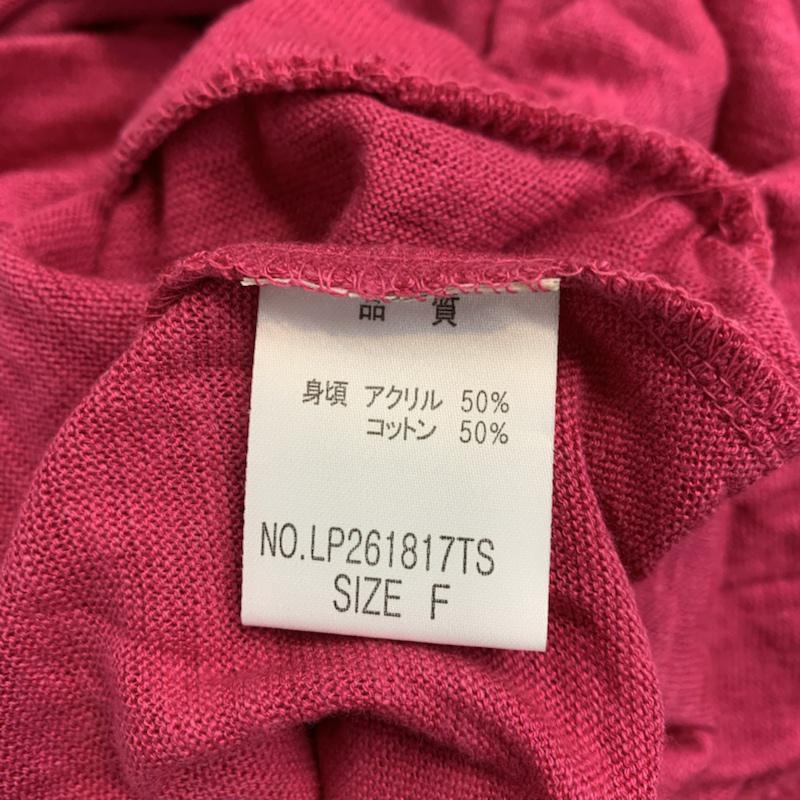 品 質
身頃 アクリル 50%
コットン 50%
NO.LP261817TS
SIZE F